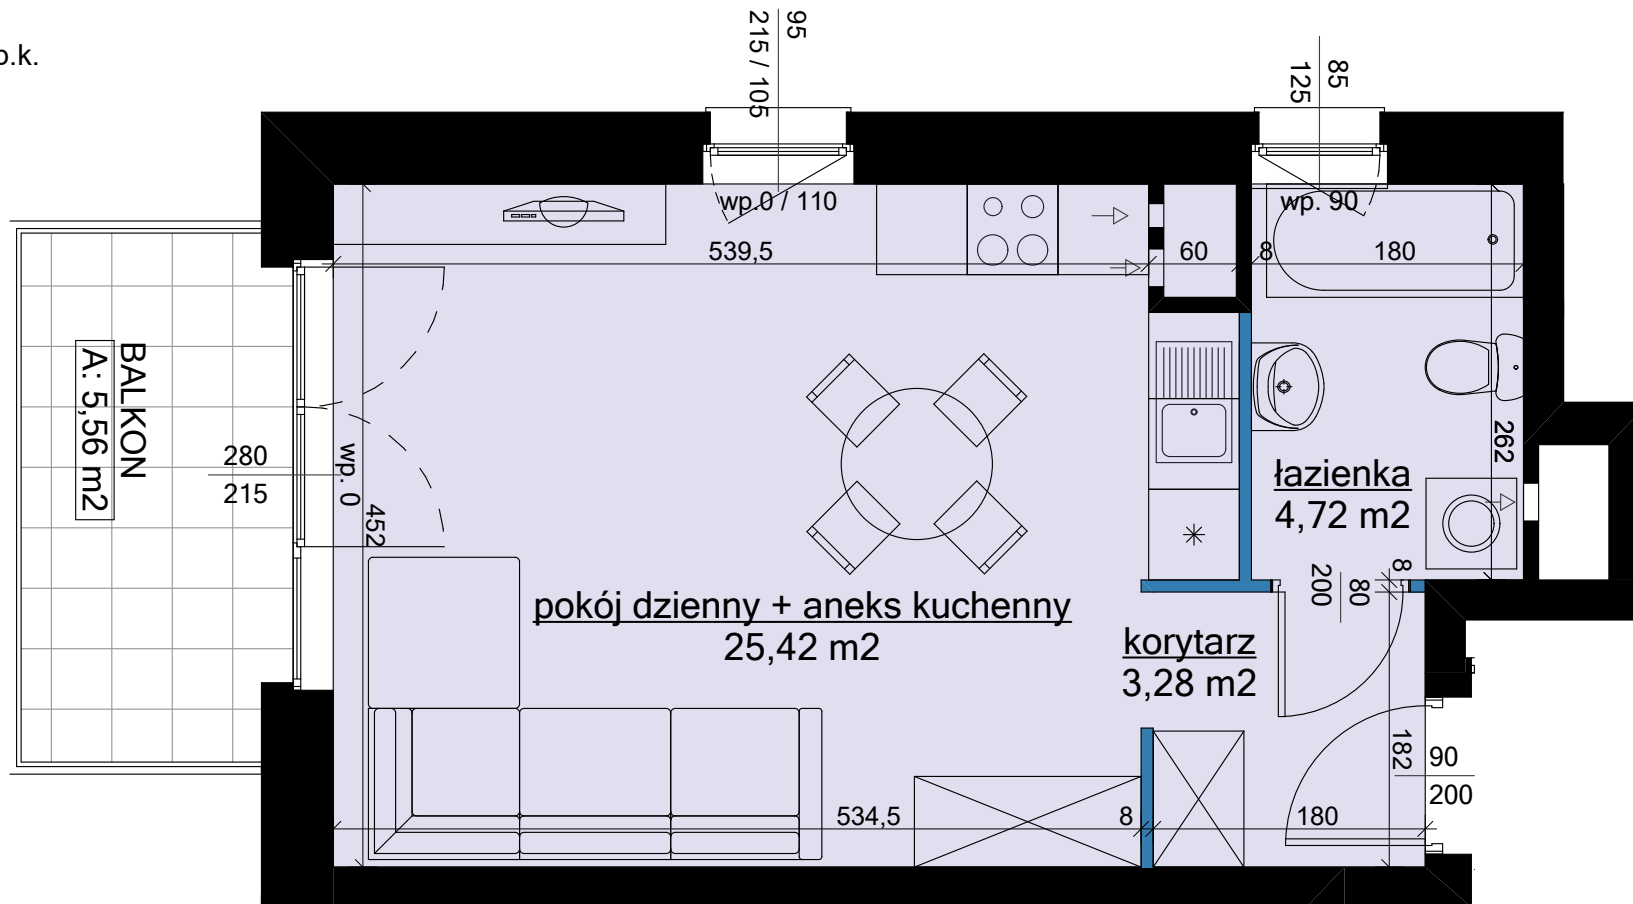 p.k.
95
215 / 105
85
125
wp.0 / 110
wp. 90
539,5
60
8
180
BALKON
A: 5,56 m2
280
215
wp. 0
452
262
łazienka
4,72 m2
8
80
200
pokój dzienny + aneks kuchenny
25,42 m2
korytarz
3,28 m2
182
90
200
534,5
8
180